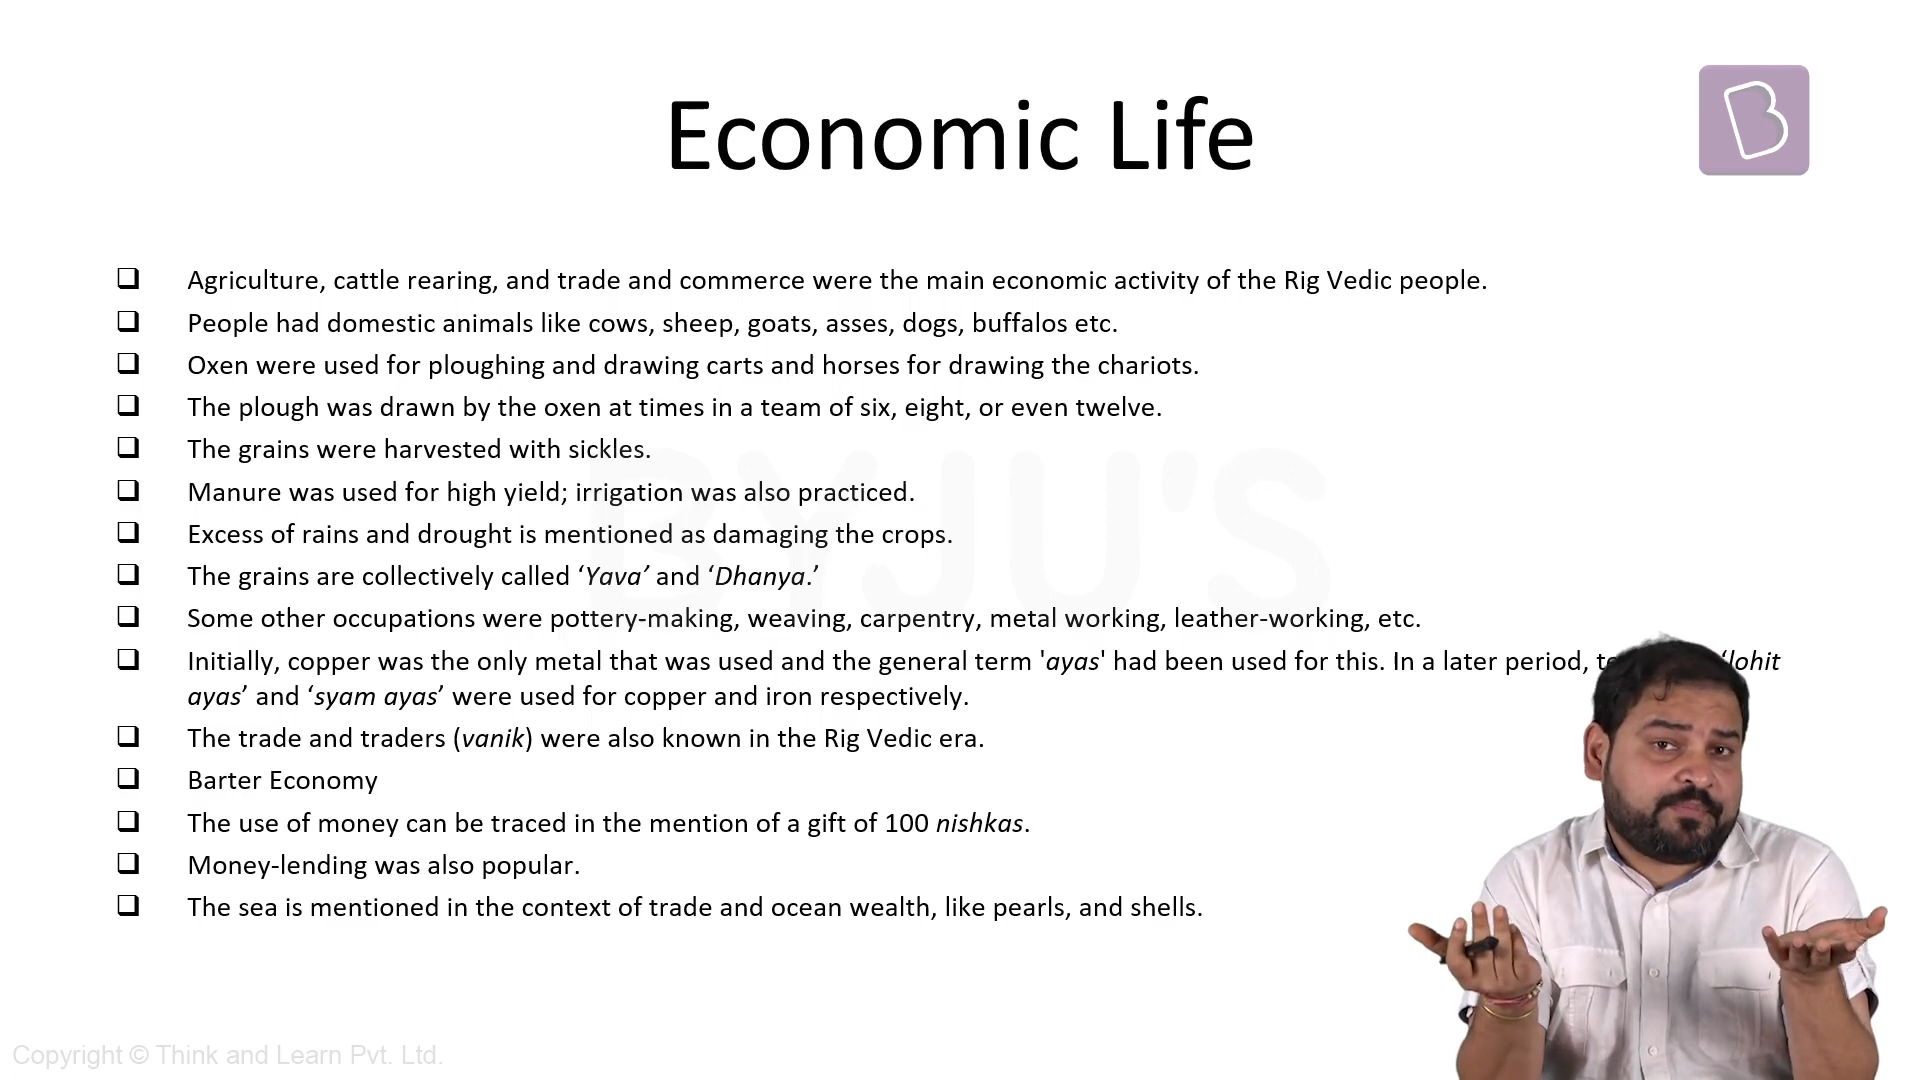 Economic Life
❑ Agriculture, cattle rearing, and trade and commerce were the main economic activity of the Rig Vedic people.
❑ People had domestic animals like cows, sheep, goats, asses, dogs, buffalos etc.
❑ Oxen were used for ploughing and drawing carts and horses for drawing the chariots.
❑ The plough was drawn by the oxen at times in a team of six, eight, or even twelve.
❑ The grains were harvested with sickles.
❑ Manure was used for high yield; irrigation was also practiced.
❑ Excess of rains and drought is mentioned as damaging the crops.
❑ The grains are collectively called ‘Yava’ and ‘Dhanya.’
❑ Some other occupations were pottery-making, weaving, carpentry, metal working, leather-working, etc.
❑ Initially, copper was the only metal that was used and the general term 'ayas' had been used for this. In a later period, ‘lohit
ayas’ and ‘syam ayas’ were used for copper and iron respectively.
❑ The trade and traders (vanik) were also known in the Rig Vedic era.
❑ Barter Economy
❑ The use of money can be traced in the mention of a gift of 100 nishkas.
❑ Money-lending was also popular.
❑ The sea is mentioned in the context of trade and ocean wealth, like pearls, and shells.
BYJU'S
Copyright © Think and Learn Pvt. Ltd.